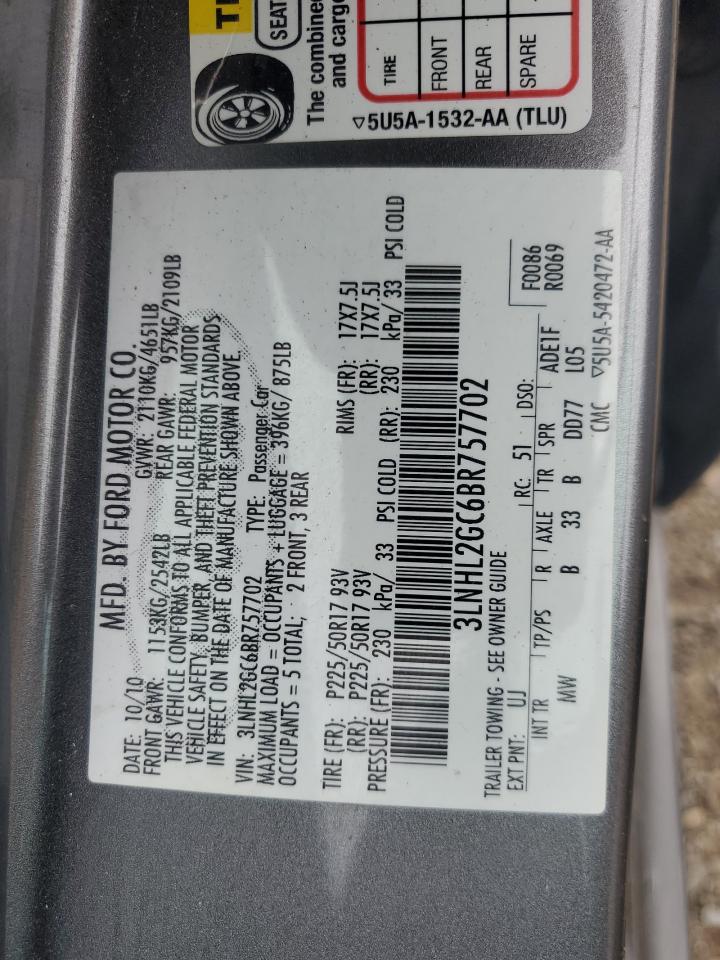 MFD. BY FORD MOTOR CO.
DATE: 10/10 GVWR: 2110KG/4651LB
FRONT GAWR: 1153KG/2542LB REAR GAWR: 957KG/2109LB
THIS VEHICLE CONFORMS TO ALL APPLICABLE FEDERAL MOTOR
VEHICLE SAFETY, BUMPER, AND THEFT PREVENTION STANDARDS
IN EFFECT ON THE DATE OF MANUFACTURE SHOWN ABOVE.
VIN: 3LNHL2GC6BR757702 TYPE: Passenger Car
MAXIMUM LOAD = OCCUPANTS + LUGGAGE = 396KG/ 875LB
OCCUPANTS = 5 TOTAL; 2 FRONT, 3 REAR
TIRE (FR): P225/50R17 93V RIMS (FR): 17X7.5J
(RR): P225/50R17 93V (RR): 17X7.5J
PRESSURE (FR): 230 kPa/ 33 PSI COLD (RR): 230 kPa/ 33 PSI COLD
3LNHL2GC6BR757702
TRAILER TOWING - SEE OWNER GUIDE
EXT PNT: UJ RC: 51 DSO: F0086
R0069
INT TR TP/PS R AXLE TR SPR ADE1F
MW B 33 B DD77 L05
CMC ▽5U5A-5420472-AA
SEAT
The combined
and cargo
TIRE
FRONT
REAR
SPARE
▽5U5A-1532-AA (TLU)